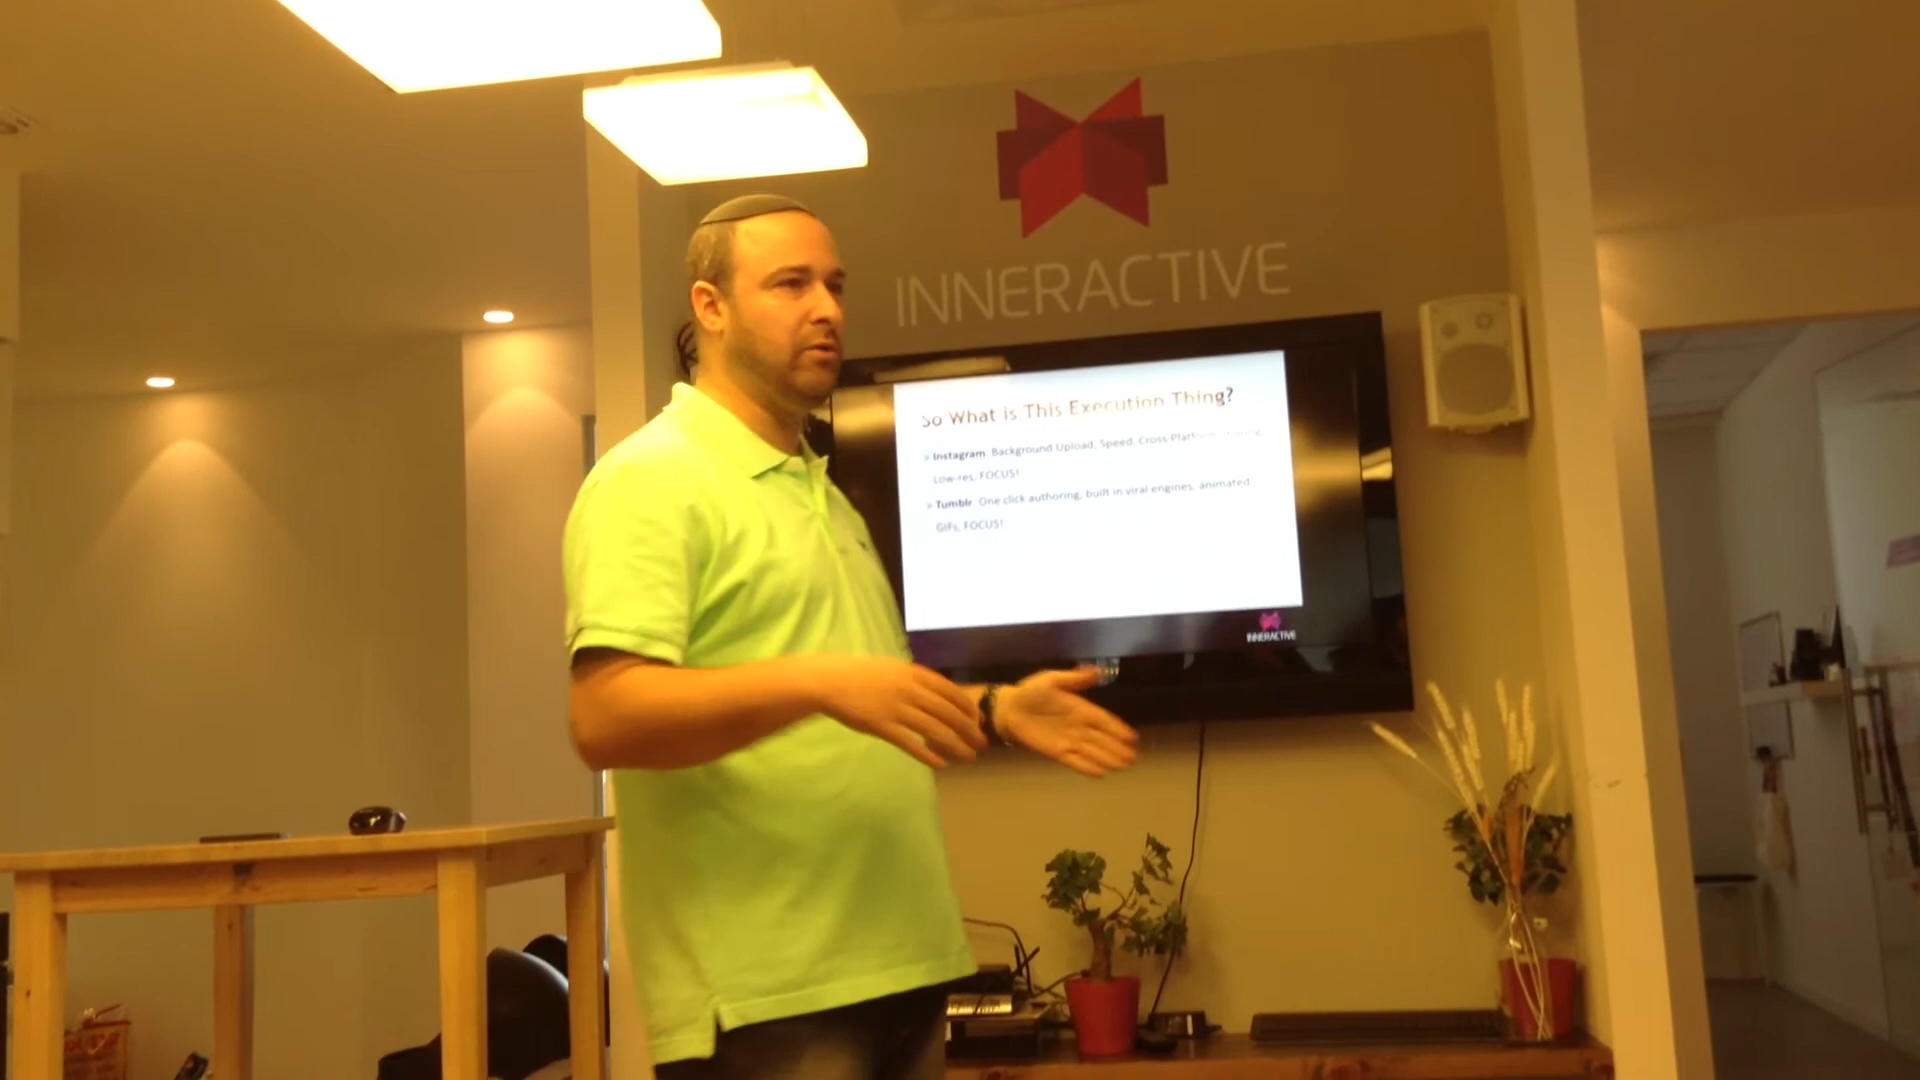 INNERACTIVE
So What is This Execution Thing?
» Instagram: Background Upload, Speed, Cross-Platform
Low-res, FOCUS!
» Tumblr: One click authoring, built in viral engines, animated
GIFs, FOCUS!
INNERACTIVE